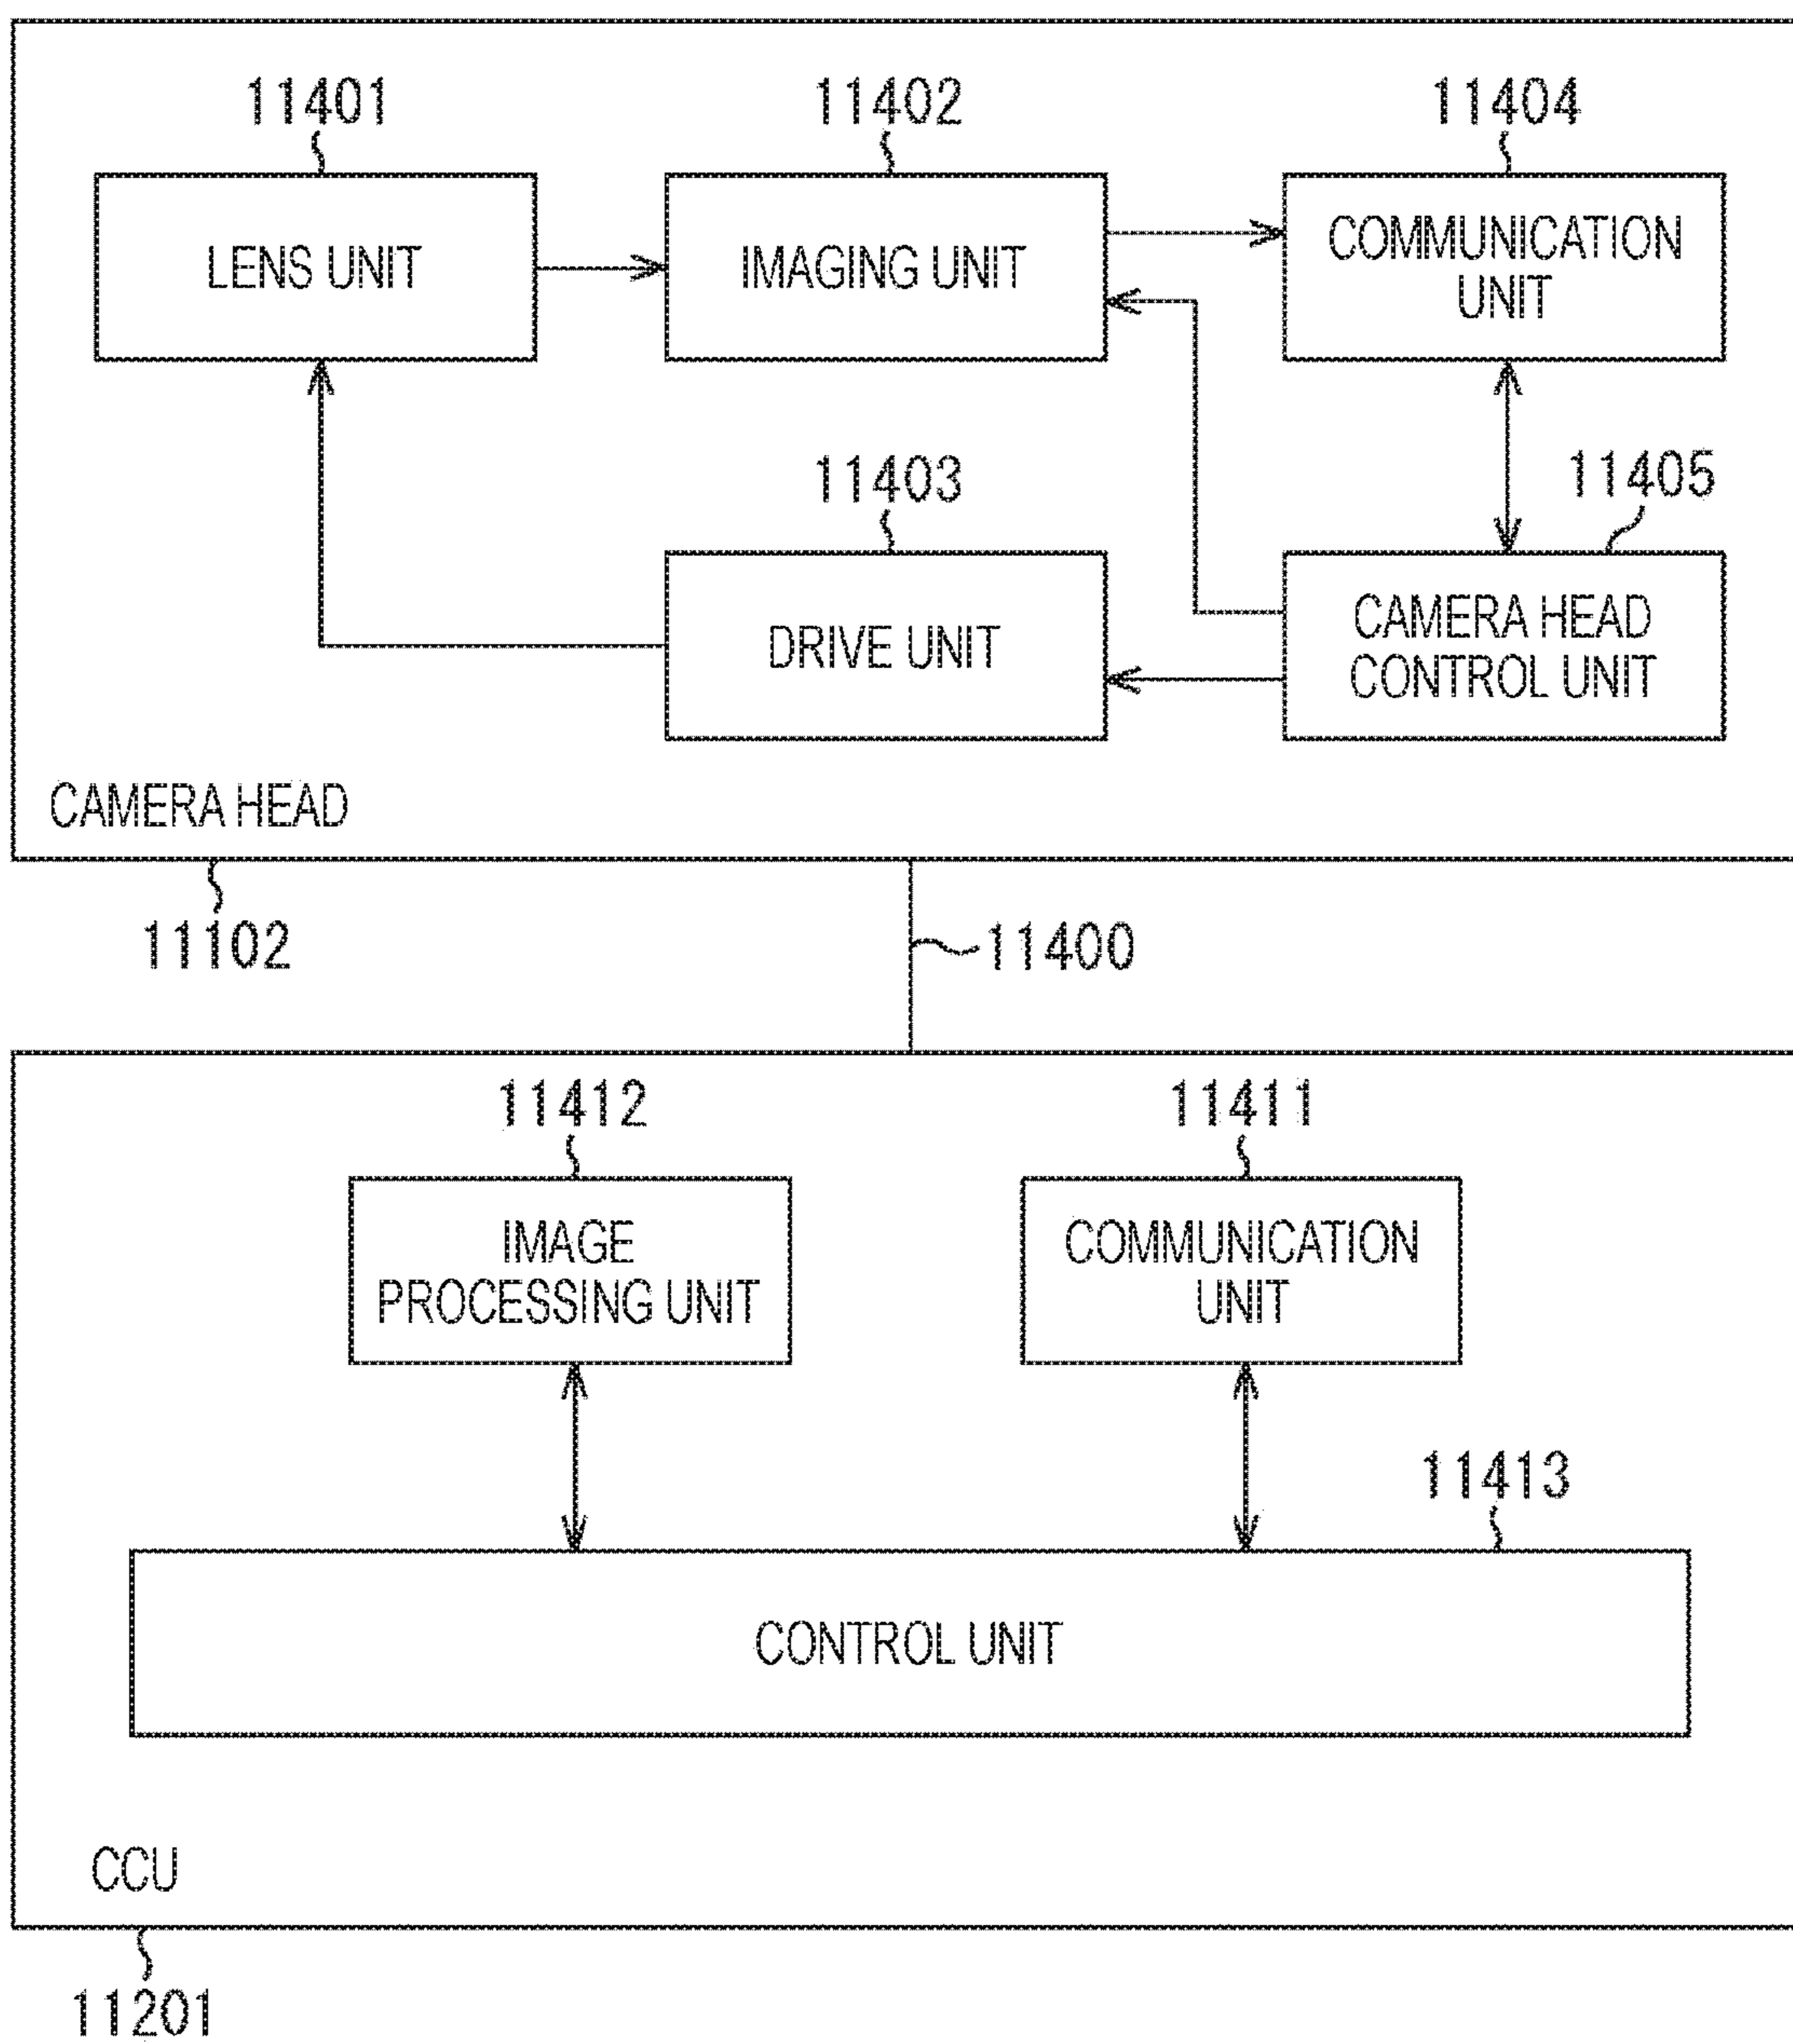 11401
11402
11404
LENS UNIT
IMAGING UNIT
COMMUNICATION
UNIT
11403
11405
DRIVE UNIT
CAMERA HEAD
CONTROL UNIT
CAMERA HEAD
11102
11400
11412
11411
IMAGE
PROCESSING UNIT
COMMUNICATION
UNIT
11413
CONTROL UNIT
CCU
11201